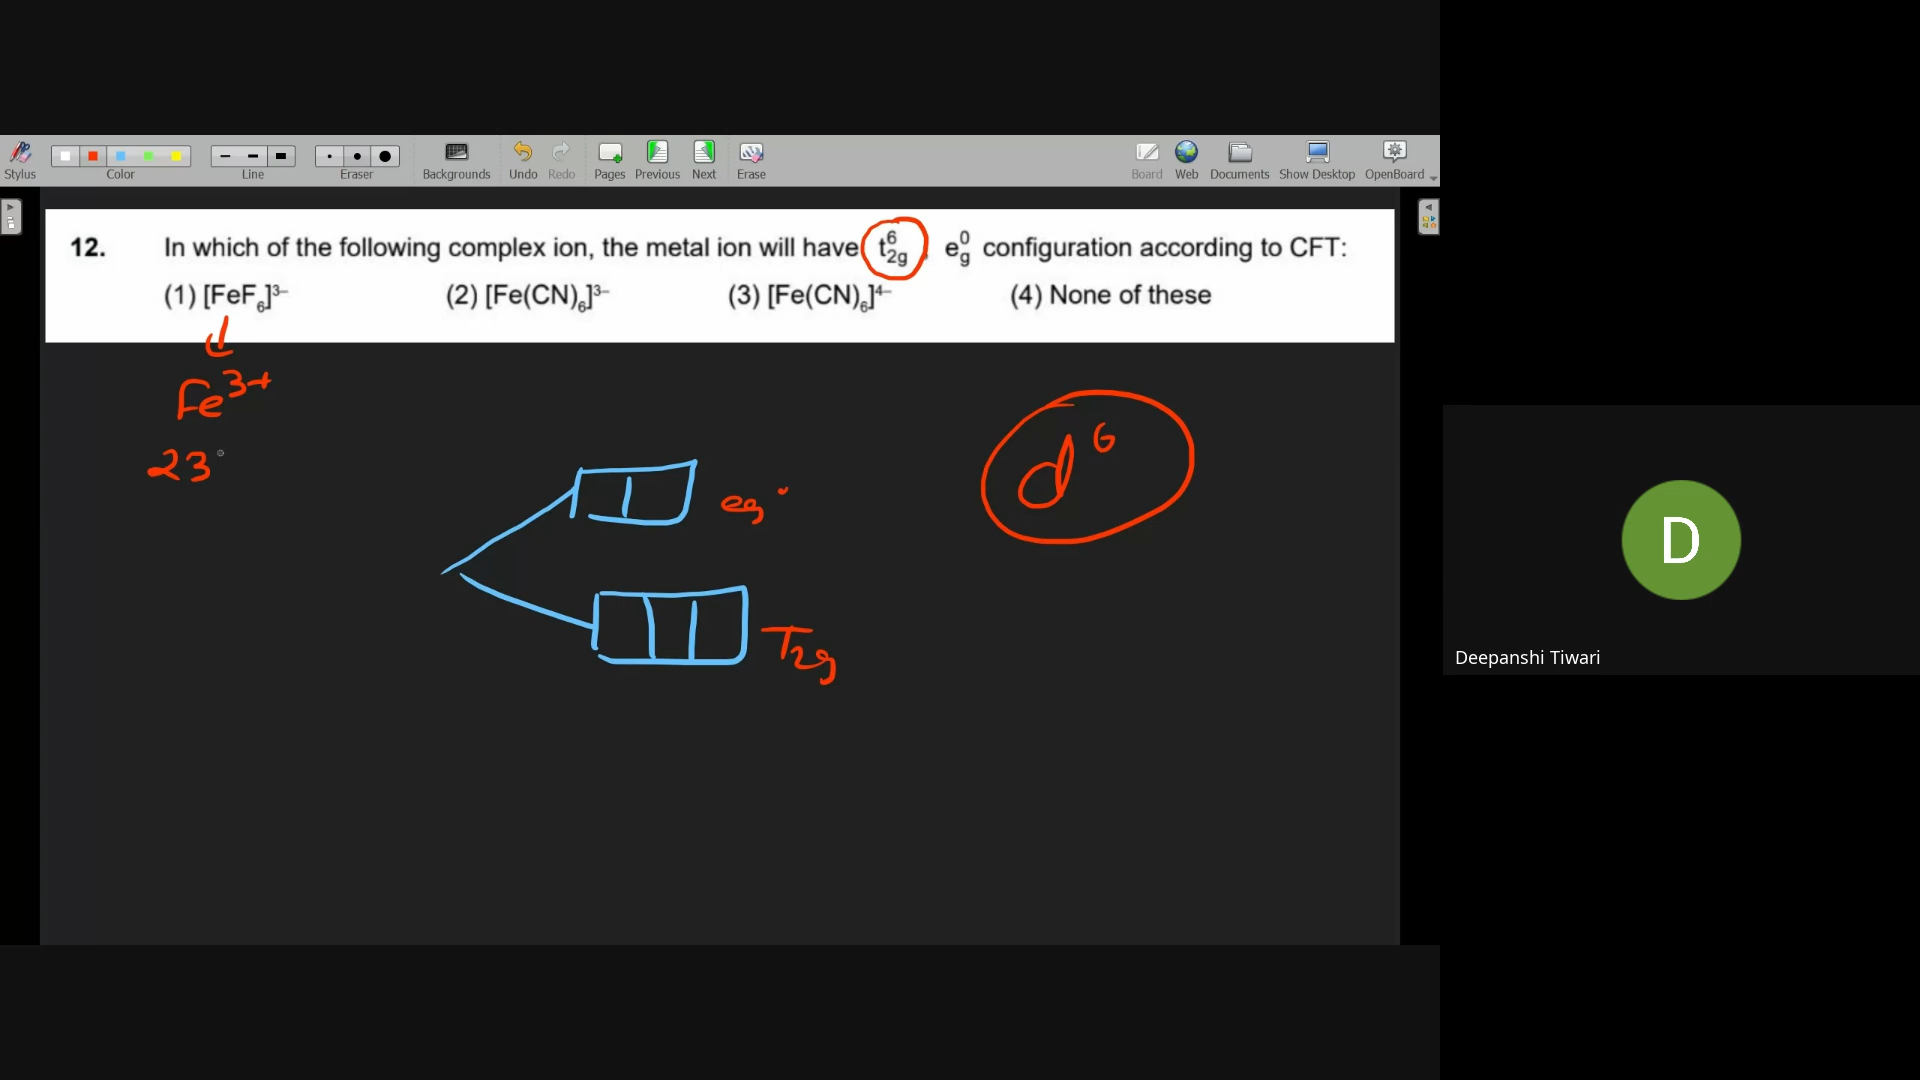 Stylus Color Line Eraser Backgrounds Undo Redo Pages Previous Next Erase Board Web Documents Show Desktop OpenBoard
12. In which of the following complex ion, the metal ion will have t₂g⁶ , eg⁰ configuration according to CFT:
(1) [FeF₆]³⁻ (2) [Fe(CN)₆]³⁻ (3) [Fe(CN)₆]⁴⁻ (4) None of these
Fe³⁺
23
d⁶
eg
T₂g
D
Deepanshi Tiwari